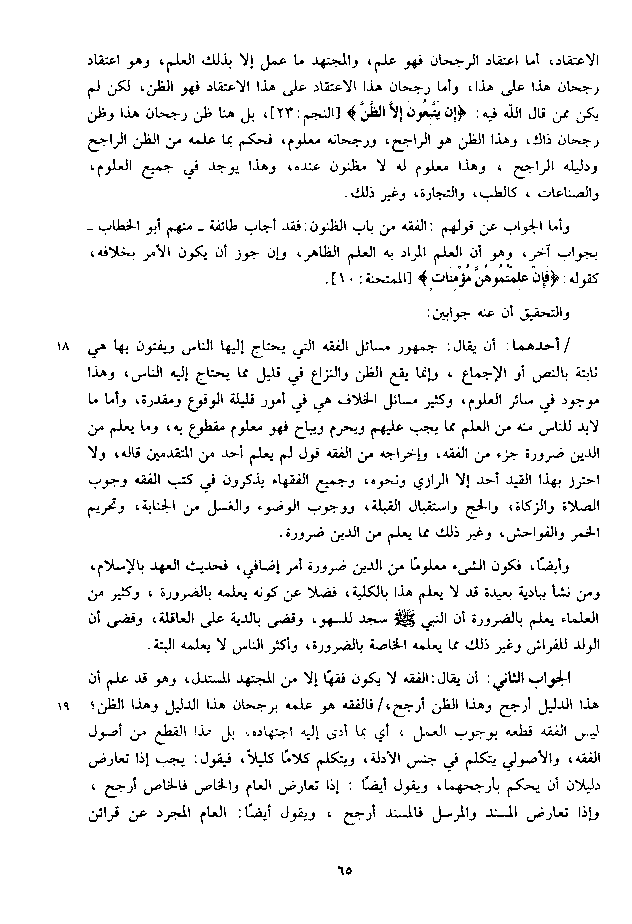 الاعتقاد، أما اعتقاد الرجحان فهو علم، والمجتهد ما عمل إلا بذلك العلم، وهو اعتقاد
رجحان هذا على هذا، وأما رجحان هذا الاعتقاد على هذا الاعتقاد فهو الظن، لكن لم
يكن ممن قال الله فيه: ﴿إِن يَتَّبِعُونَ إِلاَّ الظَّنَّ﴾ [النجم: ٢٣]، بل هنا ظن رجحان هذا وظن
رجحان ذاك، وهذا الظن هو الراجح، ورجحانه معلوم، فحكم بما علمه من الظن الراجح
ودليله الراجح ، وهذا معلوم له لا مظنون عنده، وهذا يوجد في جميع العلوم،
والصناعات ، كالطب، والتجارة، وغير ذلك.
وأما الجواب عن قولهم : الفقه من باب الظنون: فقد أجاب طائفة ـ منهم أبو الخطاب ـ
بجواب آخر، وهو أن العلم المراد به العلم الظاهر، وإن جوز أن يكون الأمر بخلافه،
كقوله: ﴿فَإِنْ عَلِمْتُمُوهُنَّ مُؤْمِنَاتٍ﴾ [الممتحنة: ١٠].
والتحقيق أن عنه جوابين:
١٨ / أحدهما: أن يقال: جمهور مسائل الفقه التي يحتاج إليها الناس ويفتون بها هي
ثابتة بالنص أو الإجماع ، وإنما يقع الظن والنزاع في قليل مما يحتاج إليه الناس، وهذا
موجود في سائر العلوم، وكثير مسائل الخلاف هي في أمور قليلة الوقوع ومقدرة، وأما ما
لابد للناس منه من العلم مما يجب عليهم ويحرم ويباح فهو معلوم مقطوع به، وما يعلم من
الدين ضرورة جزء من الفقه، وإخراجه من الفقه قول لم يعلم أحد من المتقدمين قاله، ولا
احترز بهذا القيد أحد إلا الرازي ونحوه، وجميع الفقهاء يذكرون في كتب الفقه وجوب
الصلاة والزكاة، والحج واستقبال القبلة، ووجوب الوضوء والغسل من الجنابة، وتحريم
الخمر والفواحش، وغير ذلك مما يعلم من الدين ضرورة.
وأيضًا، فكون الشىء معلومًا من الدين ضرورة أمر إضافي، فحديث العهد بالإسلام،
ومن نشأ ببادية بعيدة قد لا يعلم هذا بالكلية، فضلا عن كونه يعلمه بالضرورة ، وكثير من
العلماء يعلم بالضرورة أن النبي ﷺ سجد للسهو، وقضى بالدية على العاقلة، وقضى أن
الولد للفراش وغير ذلك مما يعلمه الخاصة بالضرورة، وأكثر الناس لا يعلمه البتة.
الجواب الثاني: أن يقال: الفقه لا يكون فقهًا إلا من المجتهد المستدل، وهو قد علم أن
١٩ هذا الدليل أرجح وهذا الظن أرجح،/ فالفقه هو علمه برجحان هذا الدليل وهذا الظن؛
ليس الفقه قطعه بوجوب العمل ، أي بما أدى إليه اجتهاده، بل هذا القطع من أصول
الفقه، والأصولي يتكلم في جنس الأدلة، ويتكلم كلامًا كليًا، فيقول: يجب إذا تعارض
دليلان أن يحكم بأرجحهما، ويقول أيضًا : إذا تعارض العام والخاص فالخاص أرجح ،
وإذا تعارض المسند والمرسل فالمسند أرجح ، ويقول أيضًا: العام المجرد عن قرائن
٦٥